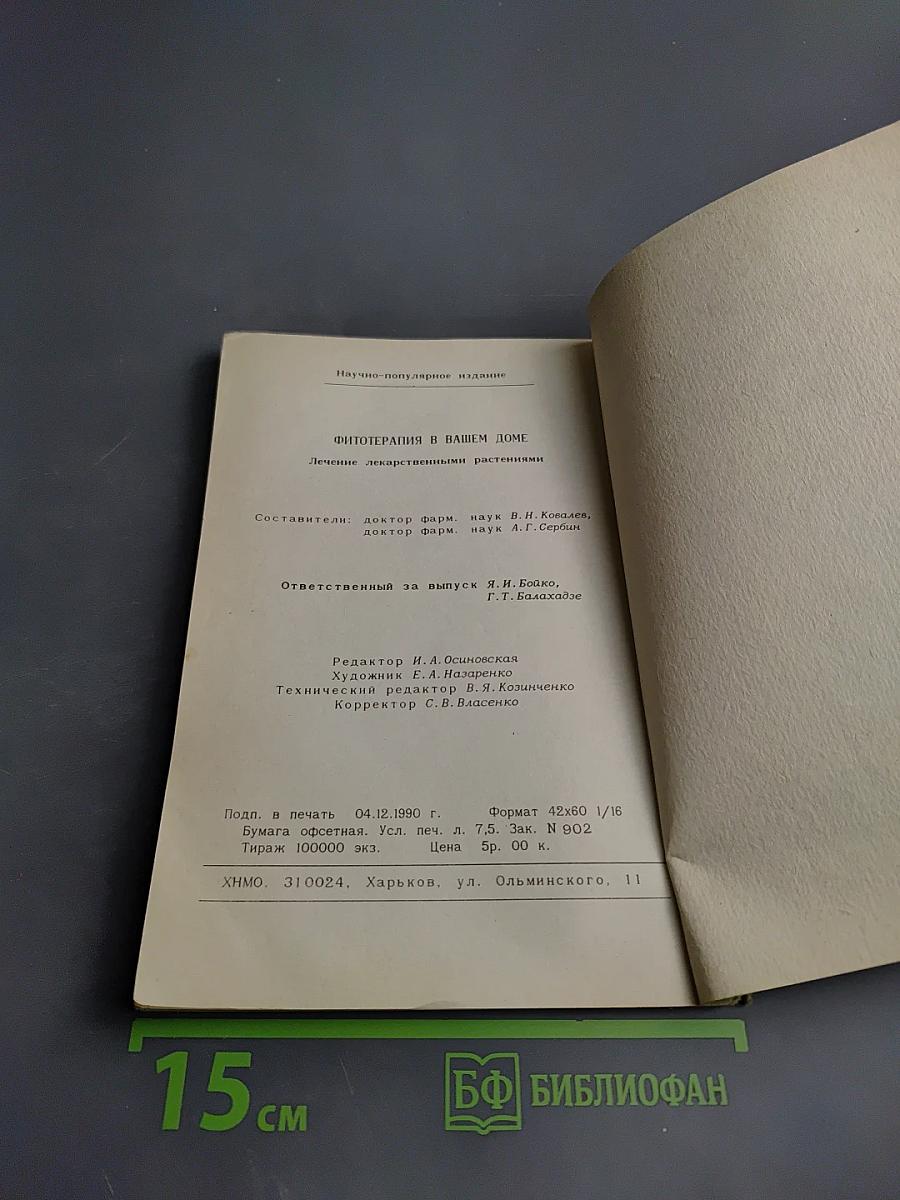 Научно-популярное издание
ФИТОТЕРАПИЯ В ВАШЕМ ДОМЕ
Лечение лекарственными растениями
Составители: доктор фарм. наук В.Н.Ковалев,
доктор фарм. наук А.Г.Сербин
Ответственный за выпуск Я.И.Бойко,
Г.Т.Балахадзе
Редактор И.А.Осиновская
Художник Е.А.Назаренко
Технический редактор В.Я.Козинченко
Корректор С.В.Власенко
Подп. в печать 04.12.1990 г. Формат 42x60 1/16
Бумага офсетная. Усл. печ. л. 7,5. Зак. N 902
Тираж 100000 экз. Цена 5р. 00 к.
ХНМО. 310024, Харьков, ул. Ольминского, 11
15 см
БФ БИБЛИОФАН